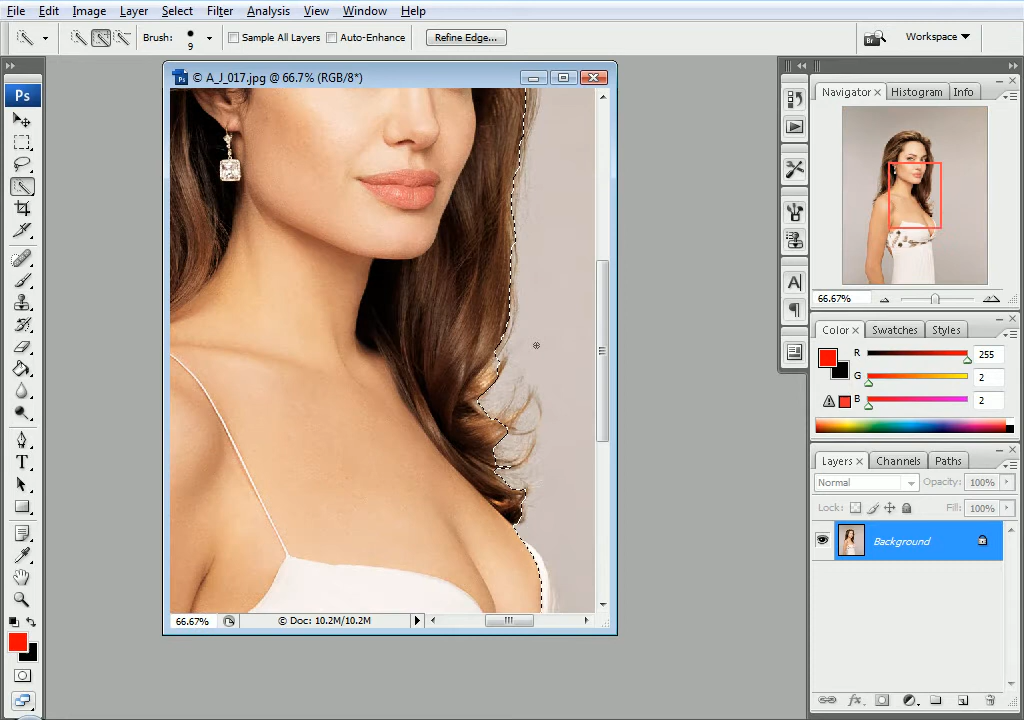 File Edit Image Layer Select Filter Analysis View Window Help
Brush: 9 Sample All Layers Auto-Enhance Refine Edge... Br Workspace
Ps
© A_J_017.jpg @ 66.7% (RGB/8*)
66.67% © Doc: 10.2M/10.2M
Navigator Histogram Info
66.67%
Color Swatches Styles
R 255
G 2
B 2
Layers Channels Paths
Normal Opacity: 100%
Lock: Fill: 100%
Background